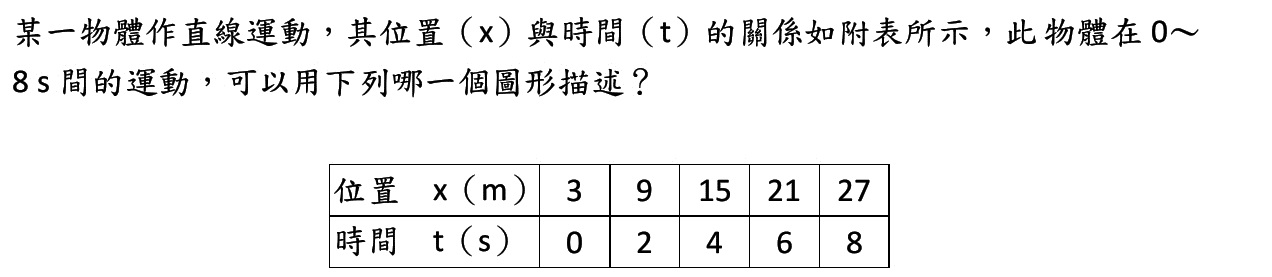 某一物體作直線運動，其位置（x）與時間（t）的關係如附表所示，此物體在 0～
8 s 間的運動，可以用下列哪一個圖形描述？
位置 x（m） 3 9 15 21 27
時間 t（s） 0 2 4 6 8